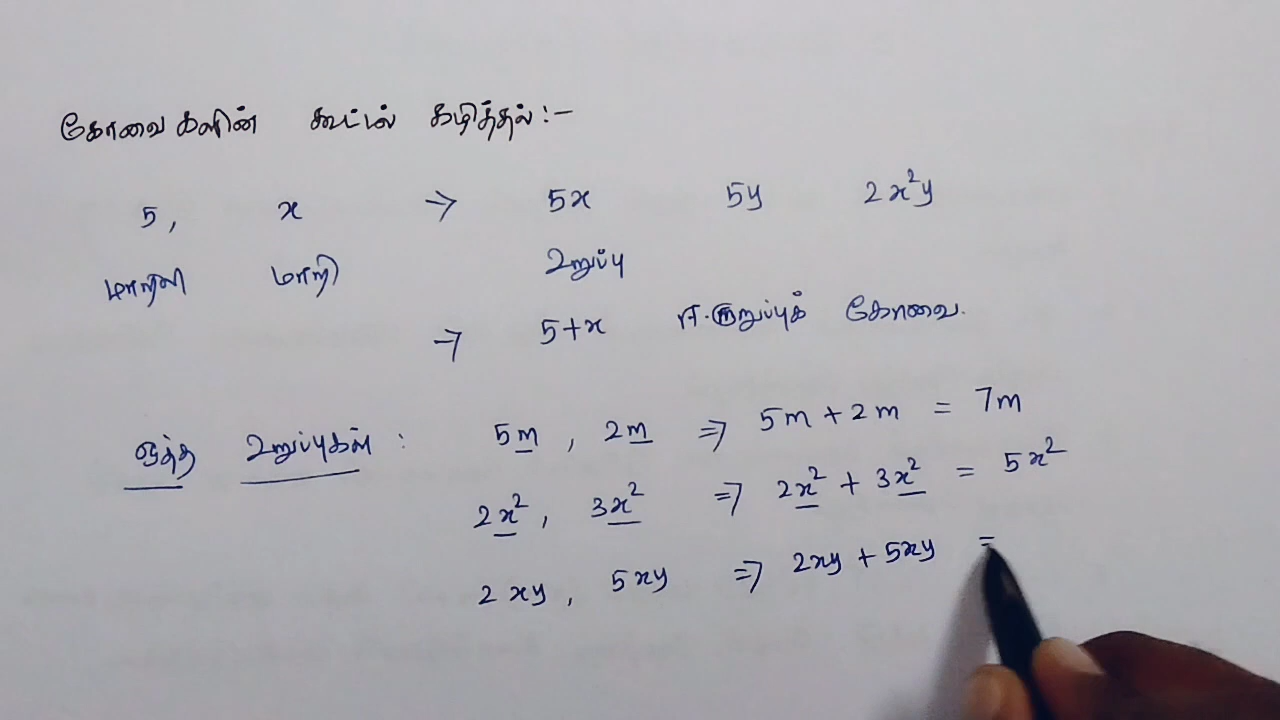 கோவைகளின் கூட்டல் கழித்தல் :-
5, x → 5x 5y 2x²y
மாறிலி மாறி உறுப்பு
→ 5+x ஈ.ருறுப்புக் கோவை.
ஒத்த உறுப்புகள் : 5m , 2m ⇒ 5m + 2m = 7m
2x² , 3x² ⇒ 2x² + 3x² = 5x²
2xy , 5xy ⇒ 2xy + 5xy =